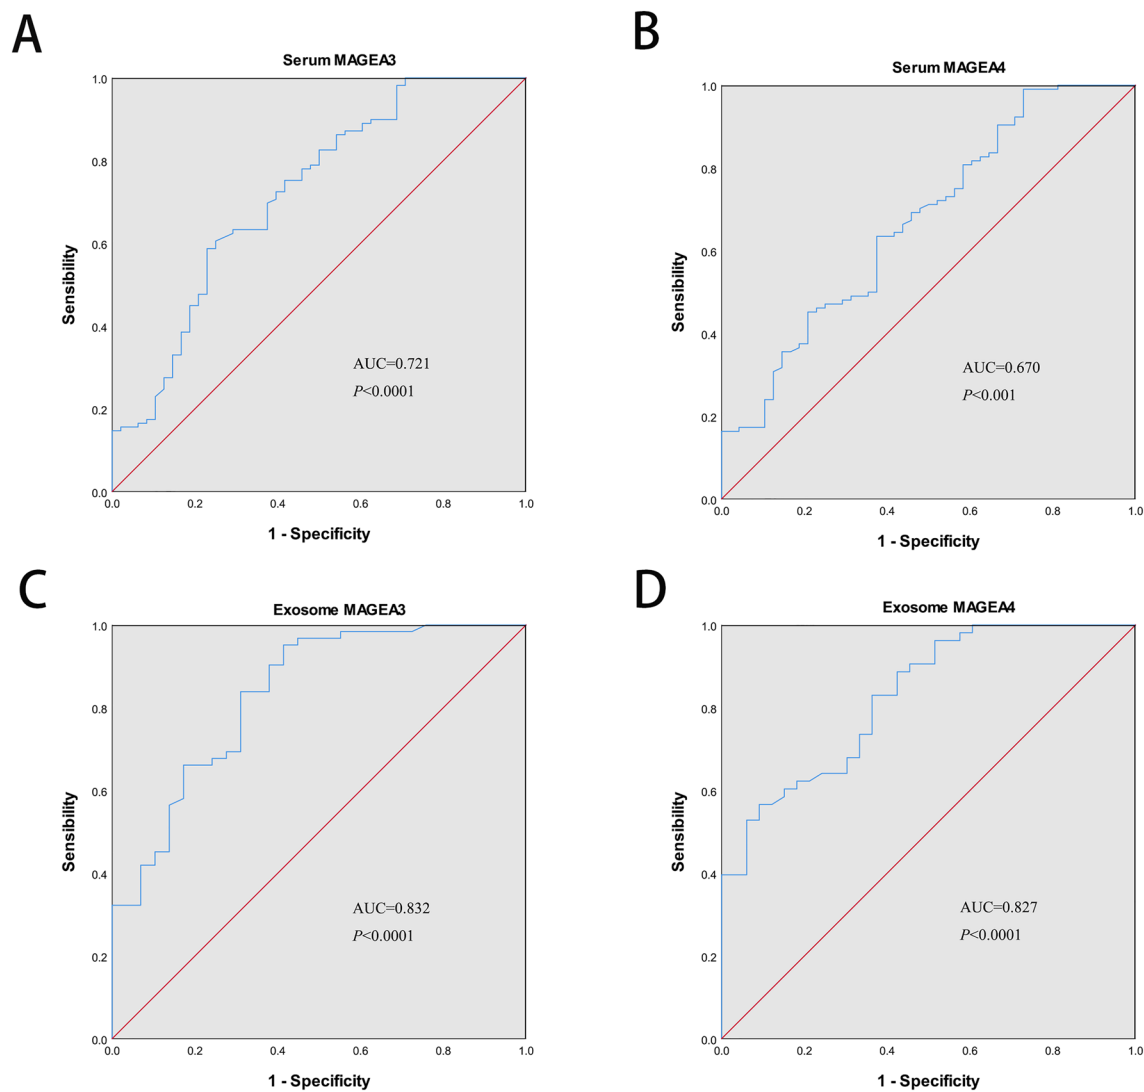 A
Serum MAGEA3
1.0
0.8
0.6
0.4
0.2
0.0
Sensibility
AUC=0.721
P<0.0001
0.0 0.2 0.4 0.6 0.8 1.0
1 - Specificity
B
Serum MAGEA4
1.0
0.8
0.6
0.4
0.2
0.0
Sensibility
AUC=0.670
P<0.001
0.0 0.2 0.4 0.6 0.8 1.0
1 - Specificity
C
Exosome MAGEA3
1.0
0.8
0.6
0.4
0.2
0.0
Sensibility
AUC=0.832
P<0.0001
0.0 0.2 0.4 0.6 0.8 1.0
1 - Specificity
D
Exosome MAGEA4
1.0
0.8
0.6
0.4
0.2
0.0
Sensibility
AUC=0.827
P<0.0001
0.0 0.2 0.4 0.6 0.8 1.0
1 - Specificity